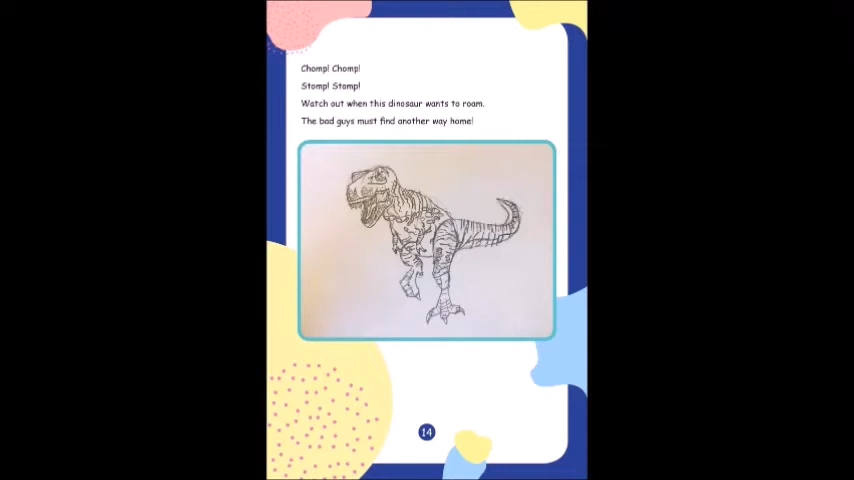 Chomp! Chomp!
Stomp! Stomp!
Watch out when this dinosaur wants to roam.
The bad guys must find another way home!
14